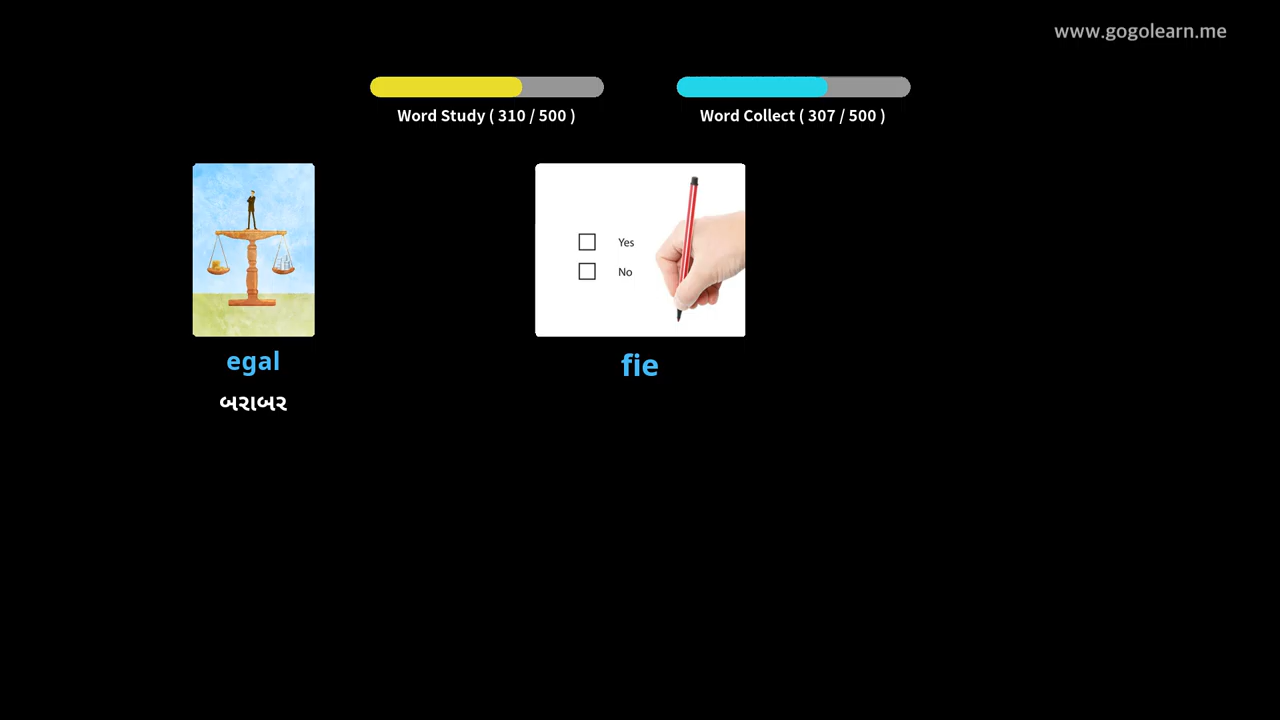 www.gogolearn.me
Word Study ( 310 / 500 )
Word Collect ( 307 / 500 )
Yes
No
egal
fie
બરાબર